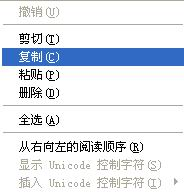 撤销(U)
剪切(T)
复制(C)
粘贴(P)
删除(D)
全选(A)
从右向左的阅读顺序(R)
显示 Unicode 控制字符(S)
插入 Unicode 控制字符(I)